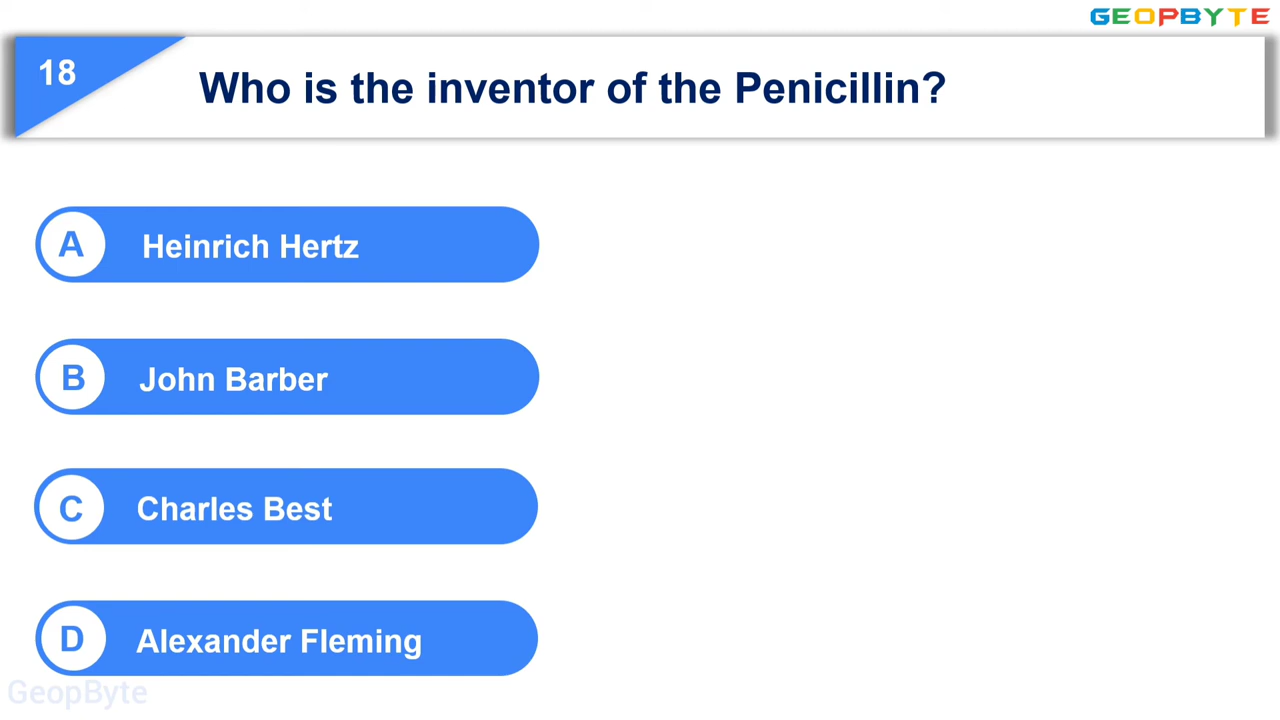 GEOPBYTE
18
Who is the inventor of the Penicillin?
A
Heinrich Hertz
B
John Barber
C
Charles Best
D
Alexander Fleming
GeopByte